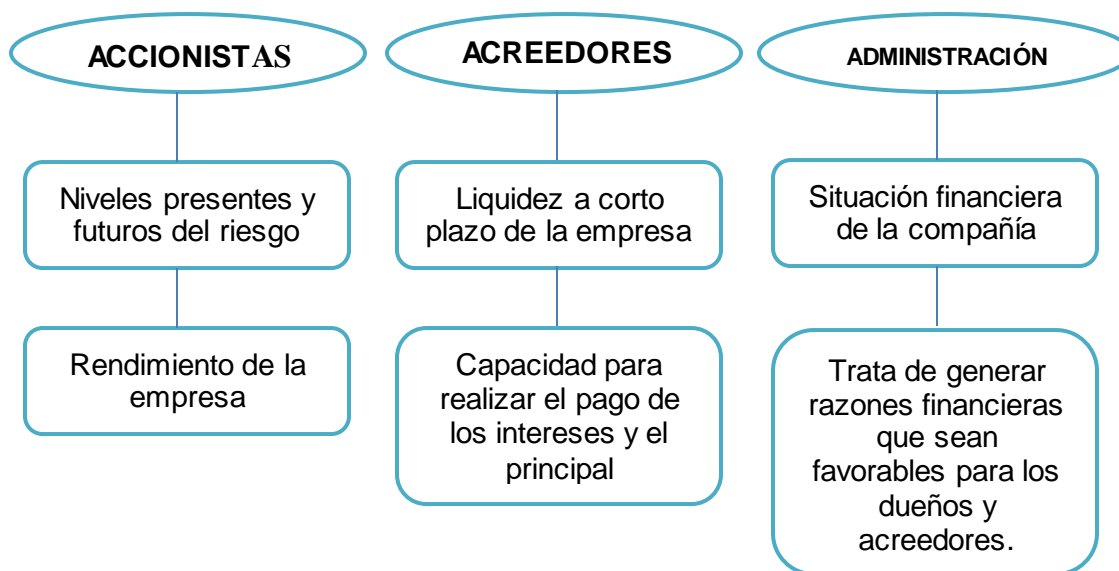 ACCIONISTAS
Niveles presentes y
futuros del riesgo
Rendimiento de la
empresa
ACREEDORES
Liquidez a corto
plazo de la empresa
Capacidad para
realizar el pago de
los intereses y el
principal
ADMINISTRACIÓN
Situación financiera
de la compañía
Trata de generar
razones financieras
que sean
favorables para los
dueños y
acreedores.